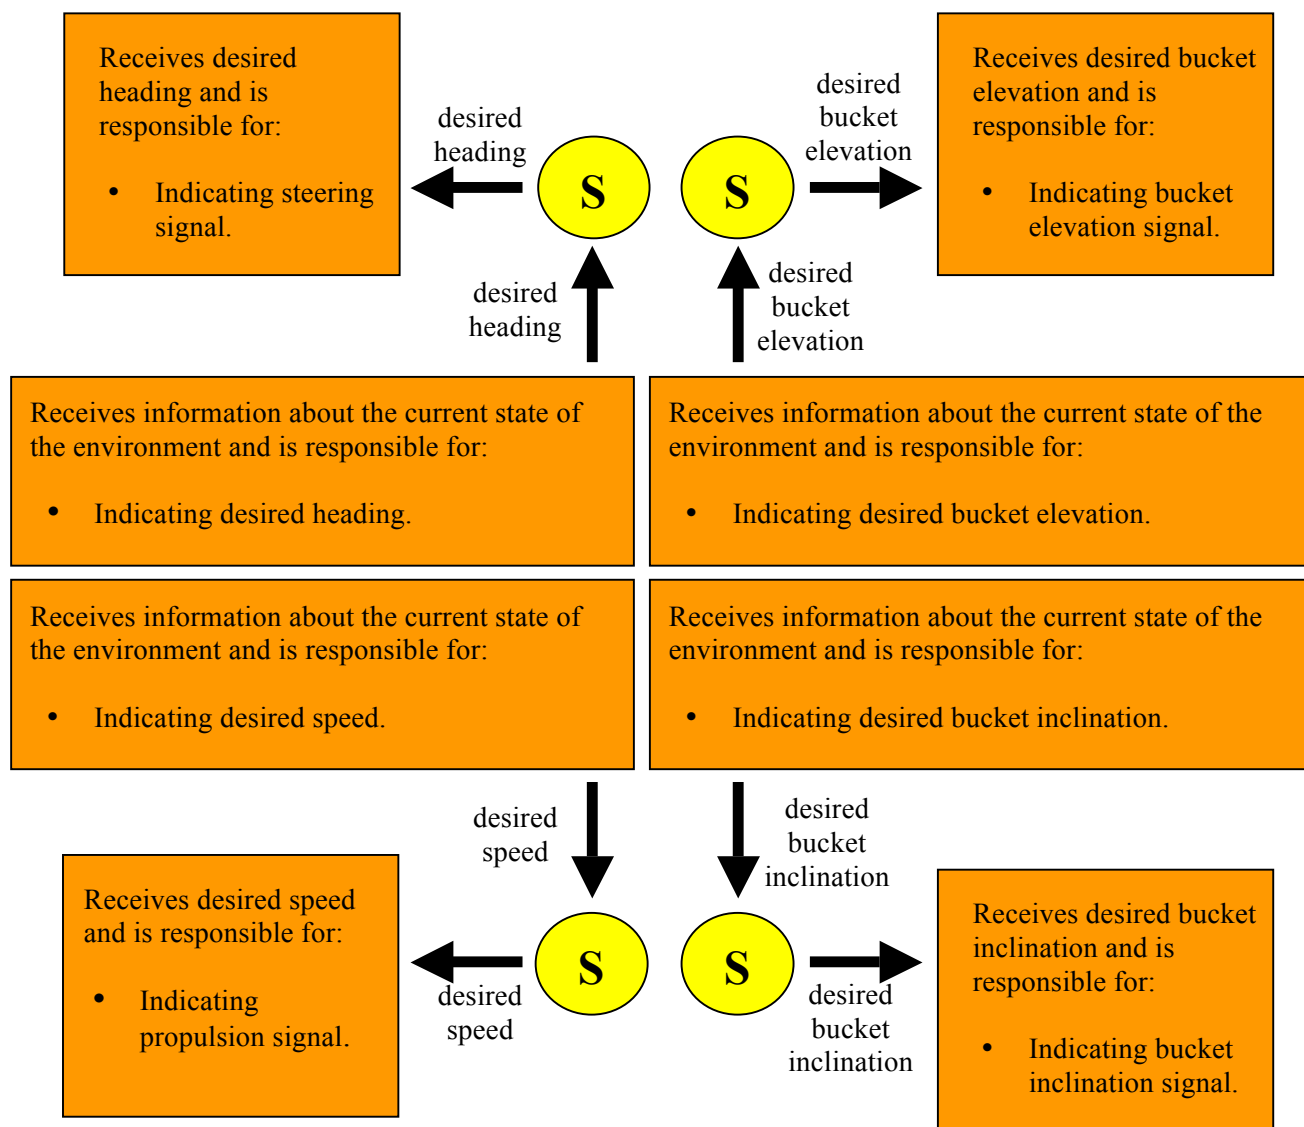 Receives desired
heading and is
responsible for:
• Indicating steering
signal.
desired
heading
S
S
desired
bucket
elevation
Receives desired bucket
elevation and is
responsible for:
• Indicating bucket
elevation signal.
desired
heading
desired
bucket
elevation
Receives information about the current state of
the environment and is responsible for:
• Indicating desired heading.
Receives information about the current state of the
environment and is responsible for:
• Indicating desired bucket elevation.
Receives information about the current state of
the environment and is responsible for:
• Indicating desired speed.
Receives information about the current state of the
environment and is responsible for:
• Indicating desired bucket inclination.
desired
speed
desired
bucket
inclination
Receives desired speed
and is responsible for:
• Indicating
propulsion signal.
desired
speed
S
S
desired
bucket
inclination
Receives desired bucket
inclination and is
responsible for:
• Indicating bucket
inclination signal.